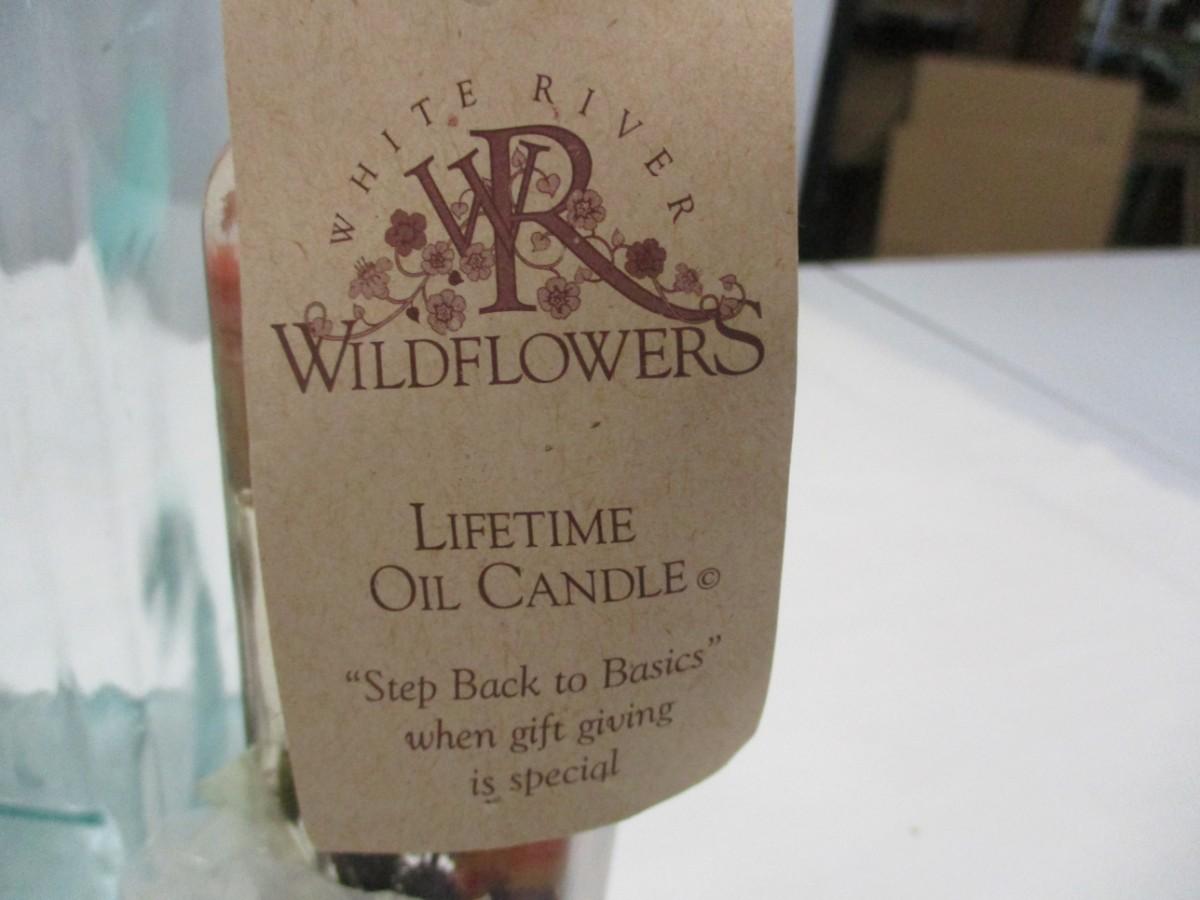 WHITE RIVER
WR
WILDFLOWERS
LIFETIME
OIL CANDLE ©
“Step Back to Basics”
when gift giving
is special